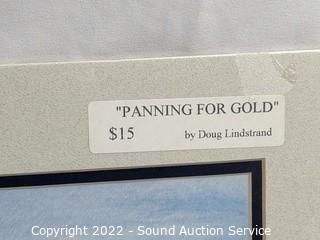 "PANNING FOR GOLD"
$15 by Doug Lindstrand
Copyright 2022 - Sound Auction Service